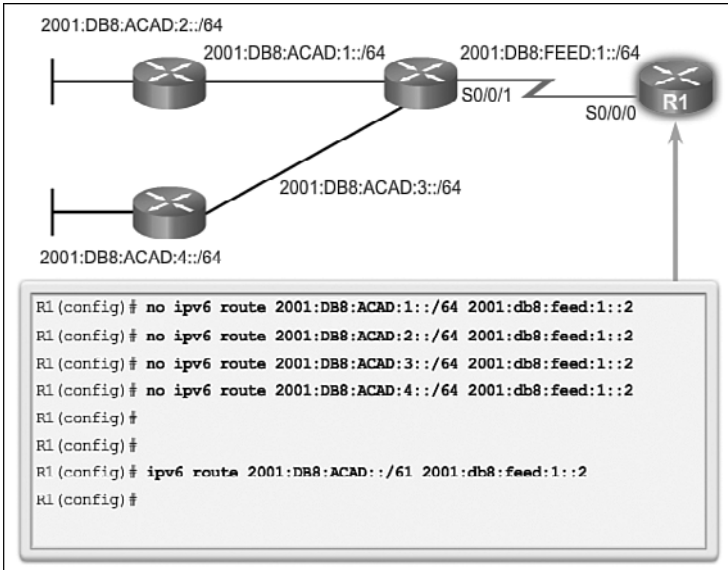 2001:DB8:ACAD:2::/64
2001:DB8:ACAD:1::/64
2001:DB8:FEED:1::/64
S0/0/1
R1
S0/0/0
2001:DB8:ACAD:3::/64
2001:DB8:ACAD:4::/64
R1(config)# no ipv6 route 2001:DB8:ACAD:1::/64 2001:db8:feed:1::2
R1(config)# no ipv6 route 2001:DB8:ACAD:2::/64 2001:db8:feed:1::2
R1(config)# no ipv6 route 2001:DB8:ACAD:3::/64 2001:db8:feed:1::2
R1(config)# no ipv6 route 2001:DB8:ACAD:4::/64 2001:db8:feed:1::2
R1(config)#
R1(config)#
R1(config)# ipv6 route 2001:DB8:ACAD::/61 2001:db8:feed:1::2
R1(config)#